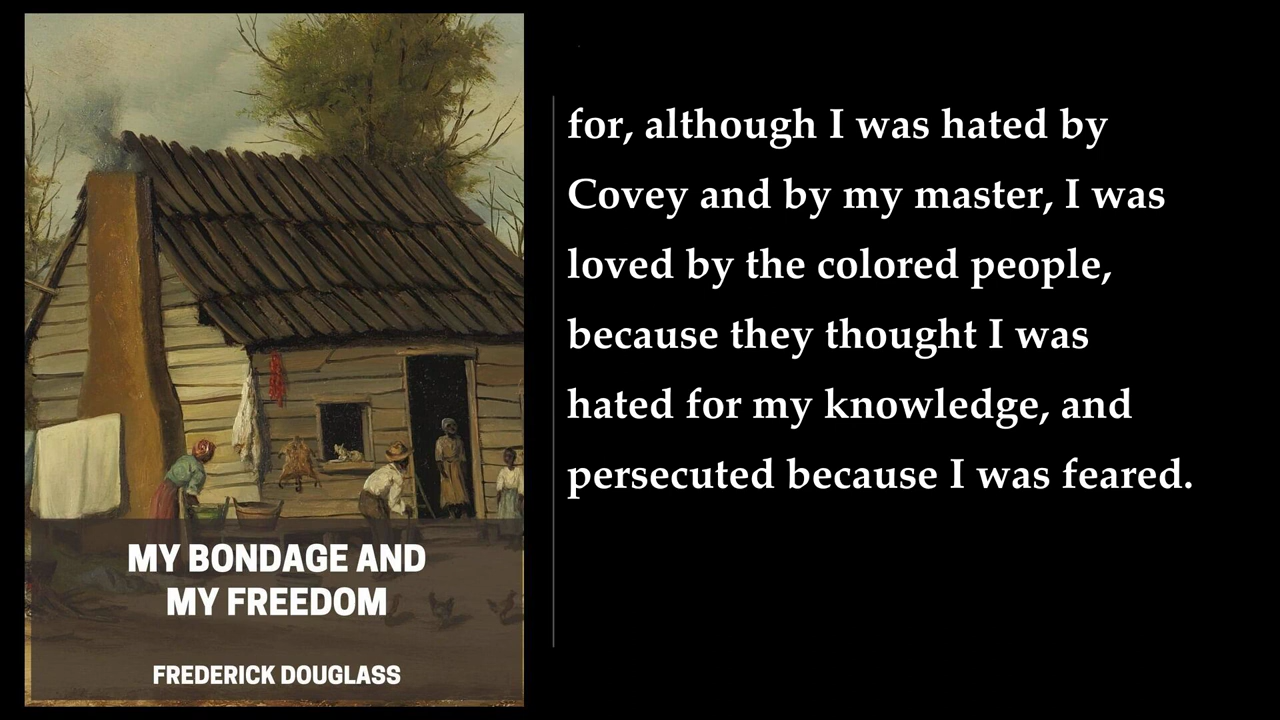 for, although I was hated by
Covey and by my master, I was
loved by the colored people,
because they thought I was
hated for my knowledge, and
persecuted because I was feared.
MY BONDAGE AND
MY FREEDOM
FREDERICK DOUGLASS